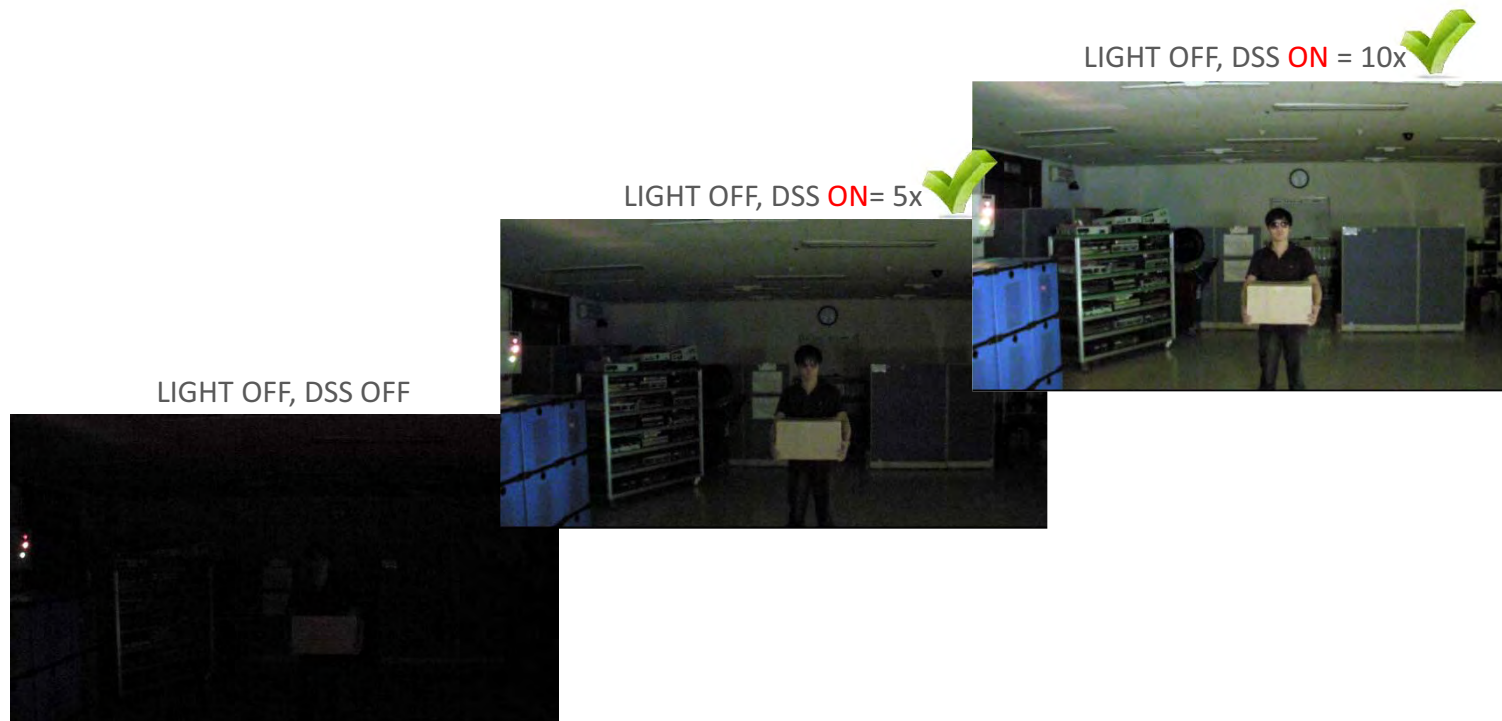 LIGHT OFF, DSS ON = 10x
LIGHT OFF, DSS ON= 5x
LIGHT OFF, DSS OFF